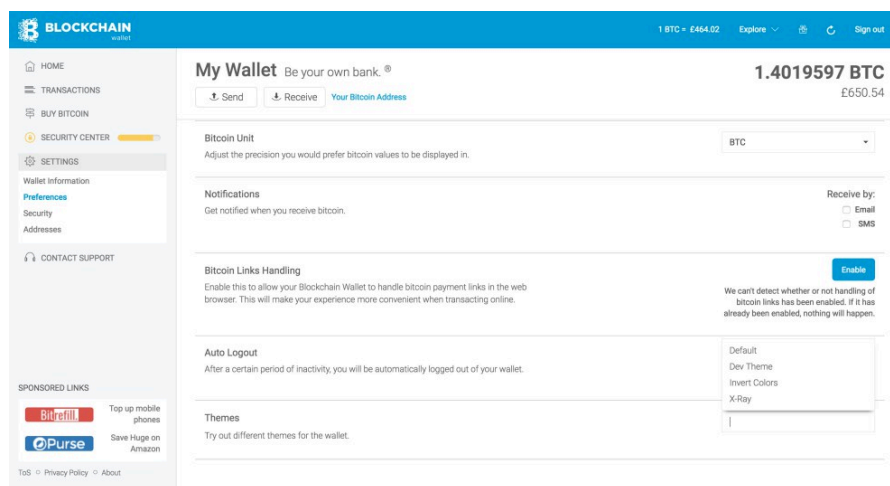 BLOCKCHAIN
wallet
1 BTC = £464.02
Explore
Sign out
HOME
TRANSACTIONS
BUY BITCOIN
SECURITY CENTER
SETTINGS
Wallet Information
Preferences
Security
Addresses
CONTACT SUPPORT
SPONSORED LINKS
Bitrefill.
Top up mobile
phones
Purse
Save Huge on
Amazon
ToS Privacy Policy About
My Wallet Be your own bank. ®
1.4019597 BTC
£650.54
Send
Receive
Your Bitcoin Address
Bitcoin Unit
Adjust the precision you would prefer bitcoin values to be displayed in.
BTC
Notifications
Get notified when you receive bitcoin.
Receive by:
Email
SMS
Bitcoin Links Handling
Enable this to allow your Blockchain Wallet to handle bitcoin payment links in the web
browser. This will make your experience more convenient when transacting online.
Enable
We can't detect whether or not handling of
bitcoin links has been enabled. If it has
already been enabled, nothing will happen.
Auto Logout
After a certain period of inactivity, you will be automatically logged out of your wallet.
Default
Dev Theme
Invert Colors
X-Ray
Themes
Try out different themes for the wallet.